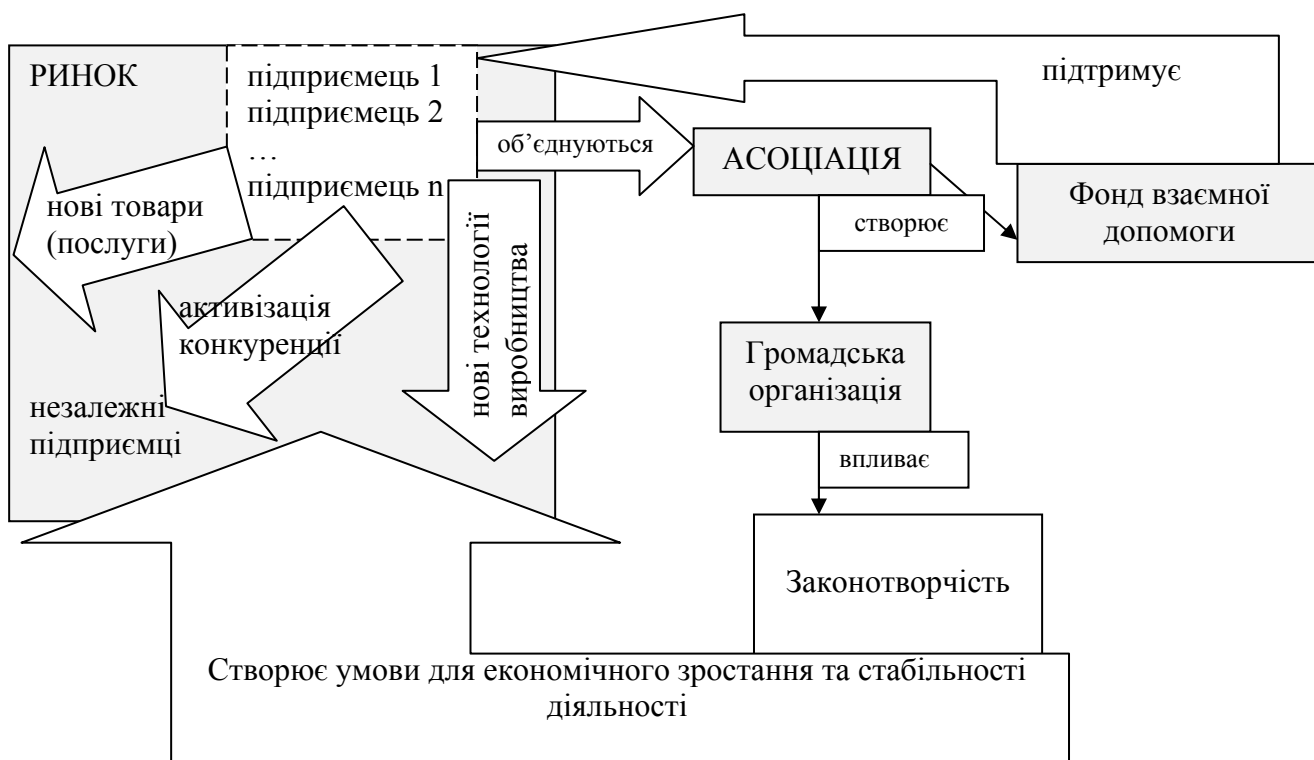 РИНОК
підприємець 1
підприємець 2
…
підприємець n
підтримує
об’єднуються
АСОЦІАЦІЯ
створює
Фонд взаємної
допомоги
нові товари
(послуги)
активізація
конкуренції
нові технології
виробництва
незалежні
підприємці
Громадська
організація
впливає
Законотворчість
Створює умови для економічного зростання та стабільності
діяльності